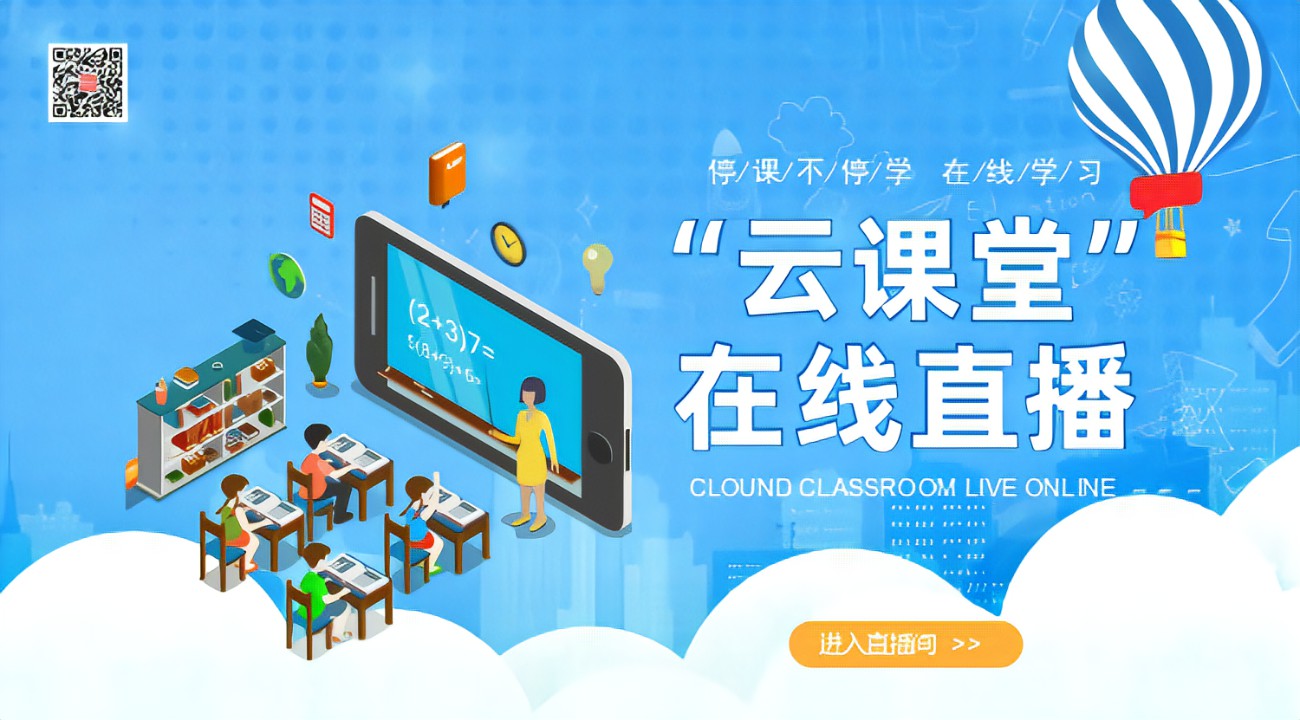 停/课/不/停/学 在/线/学/习
Education
“云课堂”
在线直播
CLOUND CLASSROOM LIVE ONLINE
(2+3)7=
进入直播间 >>